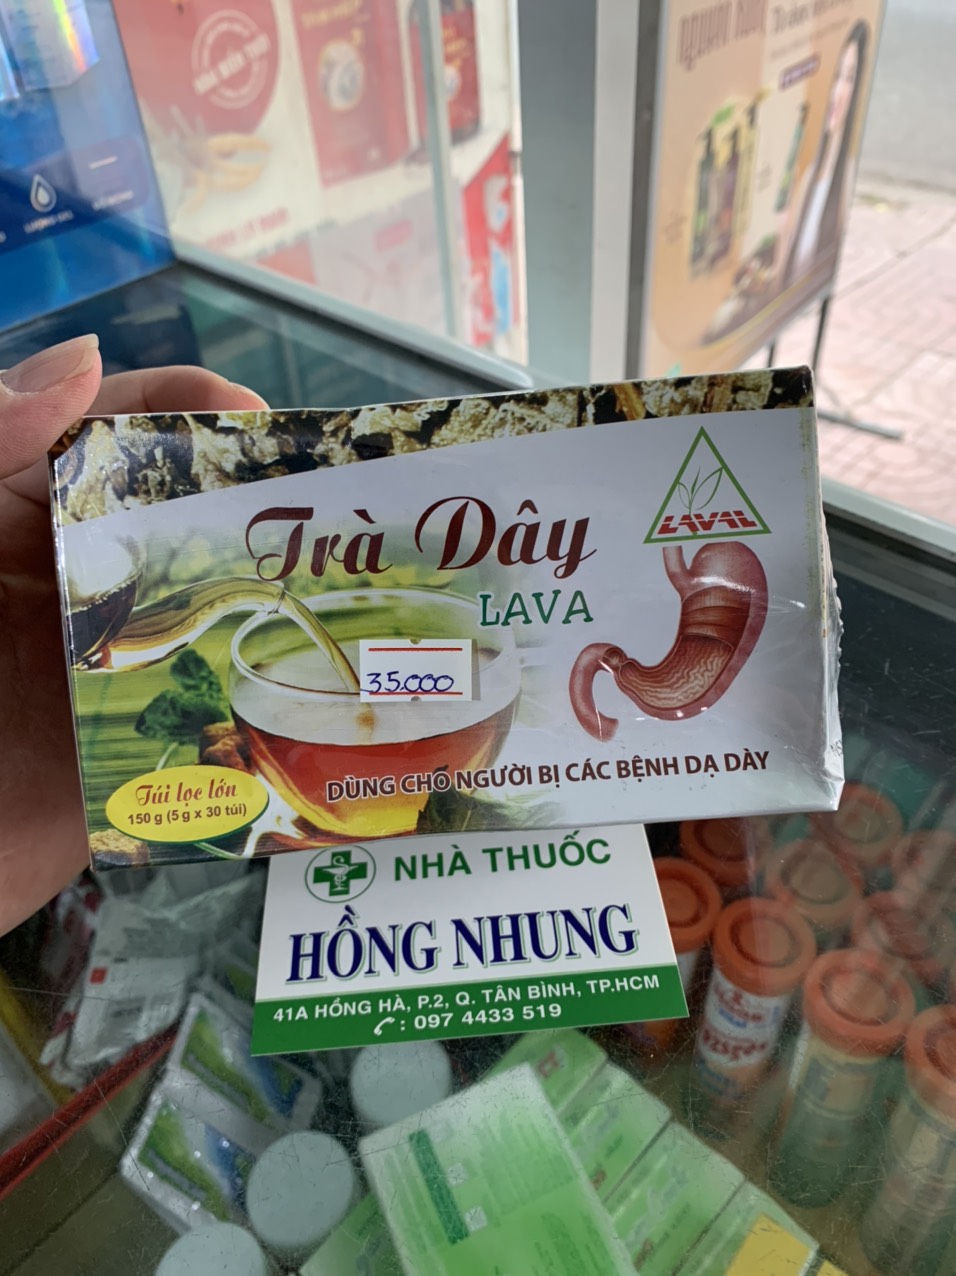 Trà Dây
LAVA
LAVAL
35.000
DÙNG CHO NGƯỜI BỊ CÁC BỆNH DẠ DÀY
Túi lọc lớn
150 g (5 g x 30 túi)
NHÀ THUỐC
HỒNG NHUNG
41A HỒNG HÀ, P.2, Q. TÂN BÌNH, TP.HCM
: 097 4433 519